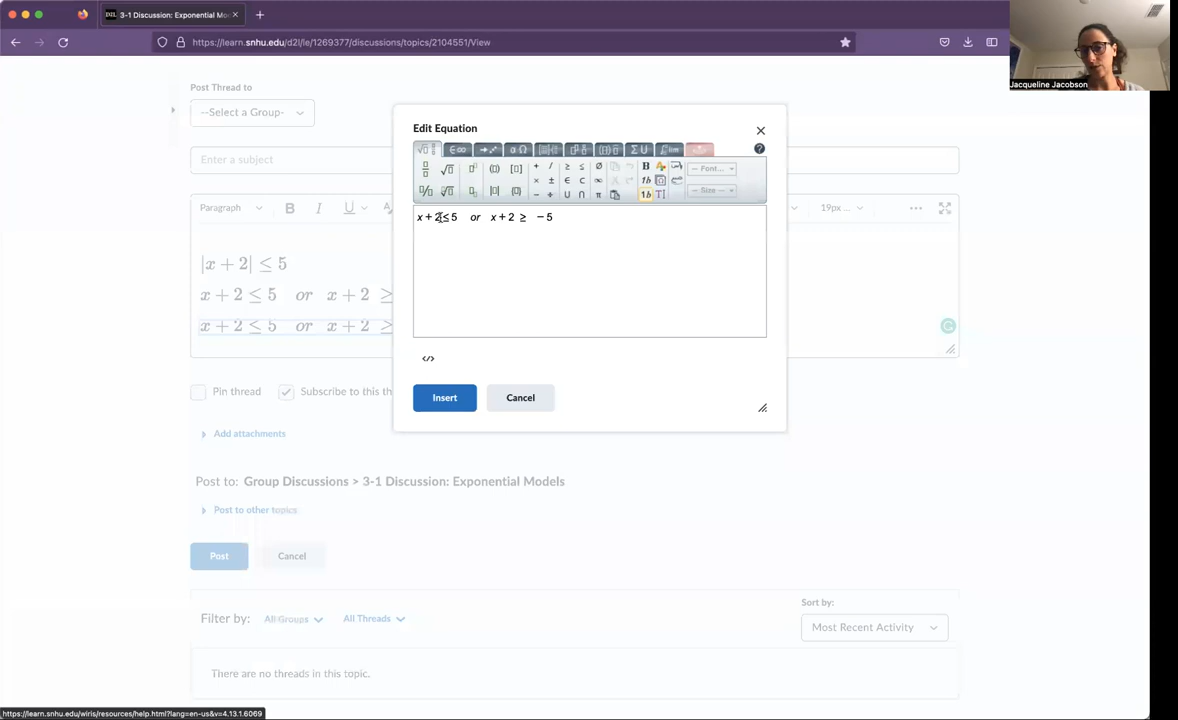 3-1 Discussion: Exponential Mo
https://learn.snhu.edu/d2l/le/1269377/discussions/topics/2104551/View
Jacqueline Jacobson
Post Thread to
--Select a Group-
Enter a subject
Paragraph
B I U
19px ...
|x + 2| ≤ 5
x + 2 ≤ 5 or x + 2 ≥
x + 2 ≤ 5 or x + 2 ≥
Edit Equation
-- Font...
-- Size --
x + 2 ≤ 5 or x + 2 ≥ − 5
</>
Insert
Cancel
Pin thread
Subscribe to this th
Add attachments
Post to: Group Discussions > 3-1 Discussion: Exponential Models
Post to other topics
Post
Cancel
Filter by:
All Groups
All Threads
Sort by:
Most Recent Activity
There are no threads in this topic.
https://learn.snhu.edu/wiris/resources/help.html?lang=en-us&v=4.13.1.6069